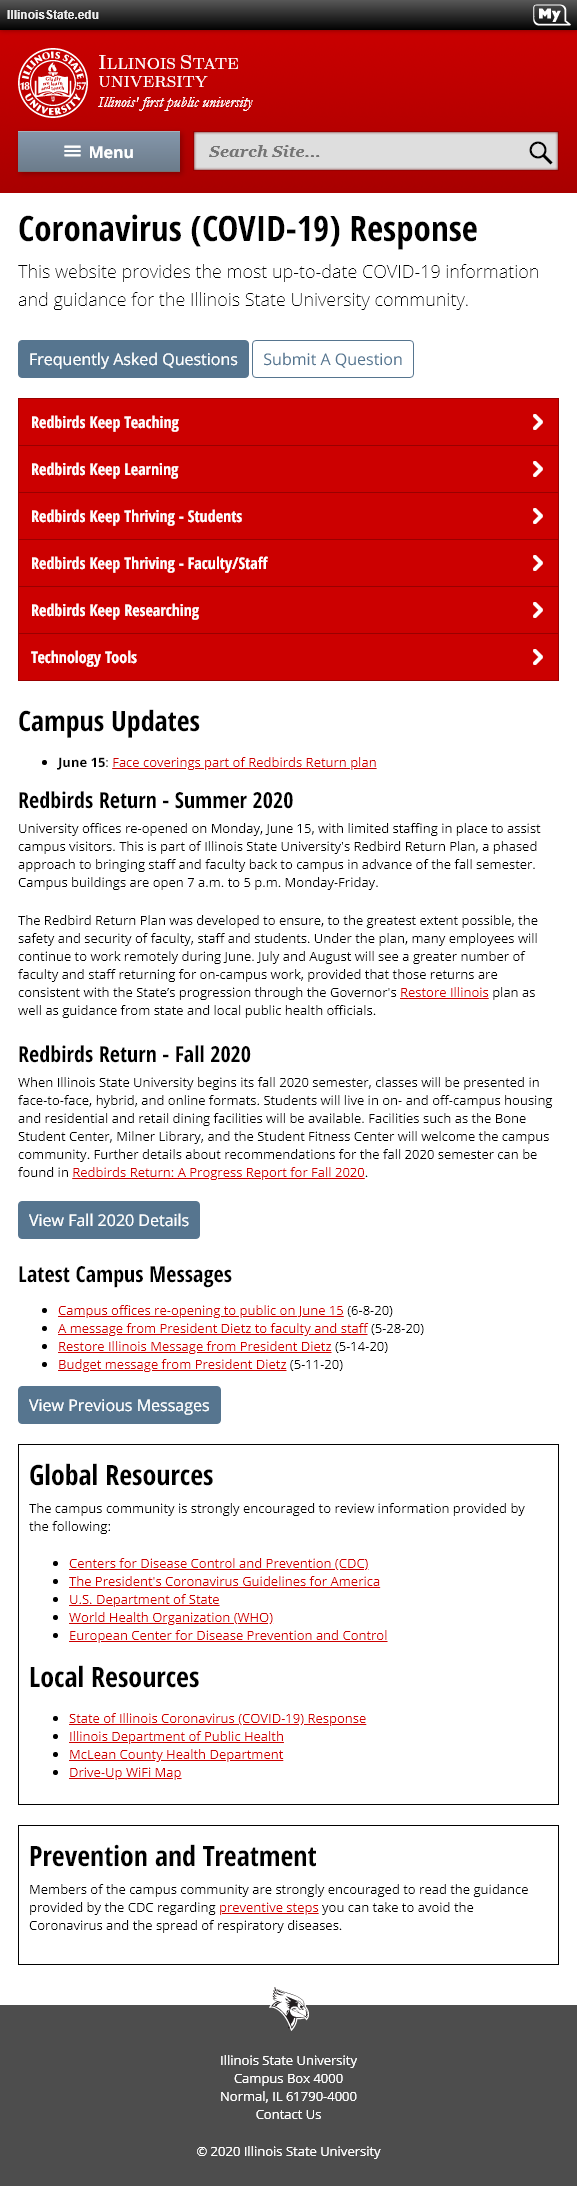 IllinoisState.edu
My
ILLINOIS STATE UNIVERSITY
18 57
ILLINOIS STATE
UNIVERSITY
Illinois' first public university
Menu
Search Site...
Coronavirus (COVID-19) Response
This website provides the most up-to-date COVID-19 information
and guidance for the Illinois State University community.
Frequently Asked Questions
Submit A Question
Redbirds Keep Teaching
Redbirds Keep Learning
Redbirds Keep Thriving - Students
Redbirds Keep Thriving - Faculty/Staff
Redbirds Keep Researching
Technology Tools
Campus Updates
June 15: Face coverings part of Redbirds Return plan
Redbirds Return - Summer 2020
University offices re-opened on Monday, June 15, with limited staffing in place to assist
campus visitors. This is part of Illinois State University's Redbird Return Plan, a phased
approach to bringing staff and faculty back to campus in advance of the fall semester.
Campus buildings are open 7 a.m. to 5 p.m. Monday-Friday.
The Redbird Return Plan was developed to ensure, to the greatest extent possible, the
safety and security of faculty, staff and students. Under the plan, many employees will
continue to work remotely during June. July and August will see a greater number of
faculty and staff returning for on-campus work, provided that those returns are
consistent with the State's progression through the Governor's Restore Illinois plan as
well as guidance from state and local public health officials.
Redbirds Return - Fall 2020
When Illinois State University begins its fall 2020 semester, classes will be presented in
face-to-face, hybrid, and online formats. Students will live in on- and off-campus housing
and residential and retail dining facilities will be available. Facilities such as the Bone
Student Center, Milner Library, and the Student Fitness Center will welcome the campus
community. Further details about recommendations for the fall 2020 semester can be
found in Redbirds Return: A Progress Report for Fall 2020.
View Fall 2020 Details
Latest Campus Messages
Campus offices re-opening to public on June 15 (6-8-20)
A message from President Dietz to faculty and staff (5-28-20)
Restore Illinois Message from President Dietz (5-14-20)
Budget message from President Dietz (5-11-20)
View Previous Messages
Global Resources
The campus community is strongly encouraged to review information provided by
the following:
Centers for Disease Control and Prevention (CDC)
The President's Coronavirus Guidelines for America
U.S. Department of State
World Health Organization (WHO)
European Center for Disease Prevention and Control
Local Resources
State of Illinois Coronavirus (COVID-19) Response
Illinois Department of Public Health
McLean County Health Department
Drive-Up WiFi Map
Prevention and Treatment
Members of the campus community are strongly encouraged to read the guidance
provided by the CDC regarding preventive steps you can take to avoid the
Coronavirus and the spread of respiratory diseases.
Illinois State University
Campus Box 4000
Normal, IL 61790-4000
Contact Us
© 2020 Illinois State University